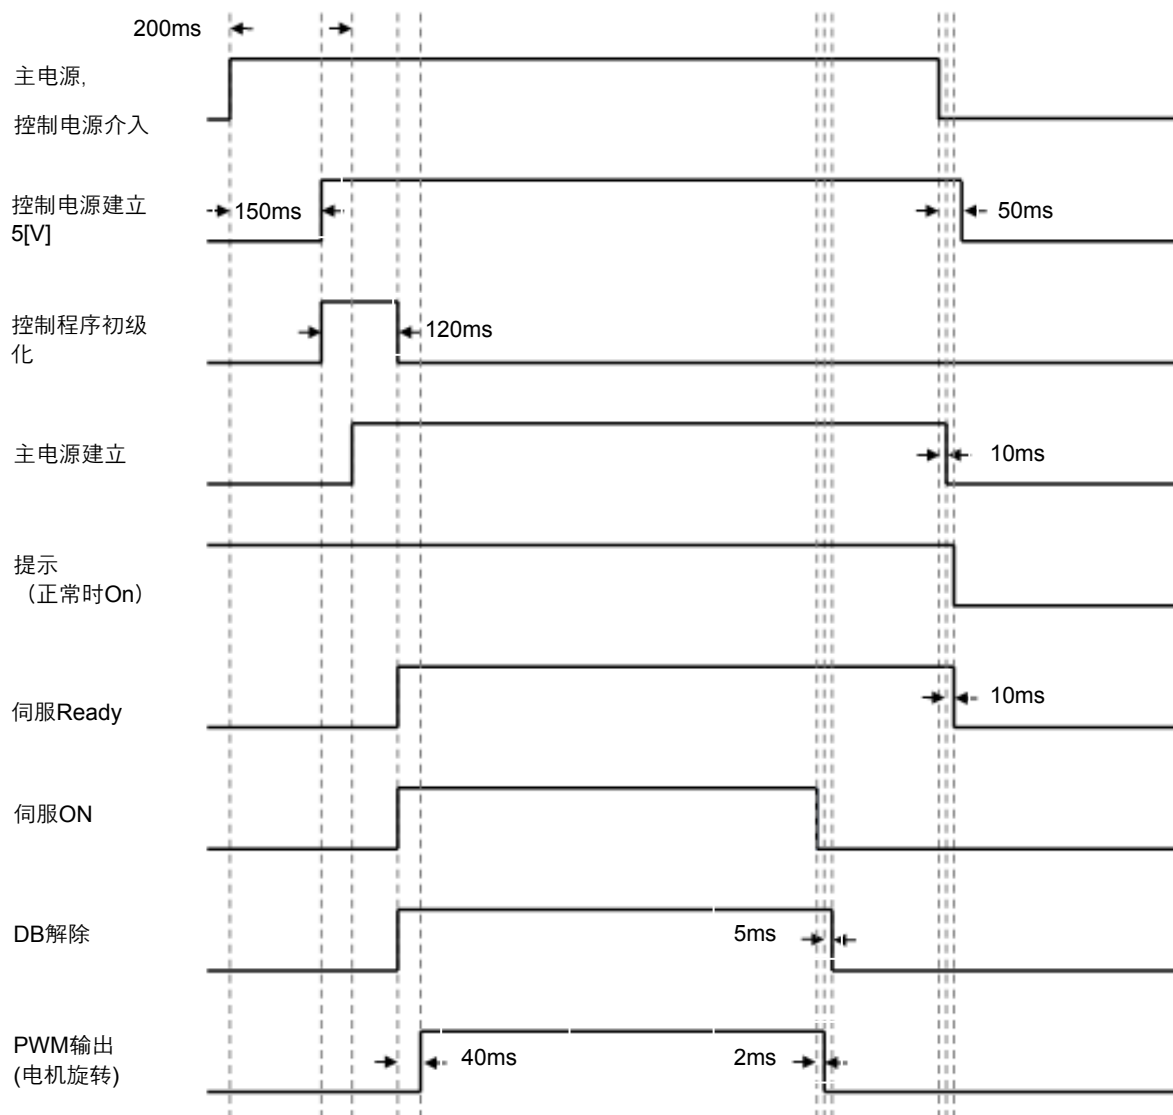 200ms
主电源,
控制电源介入
控制电源建立
5[V]
150ms
50ms
控制程序初级
化
120ms
主电源建立
10ms
提示
（正常时On）
伺服Ready
10ms
伺服ON
DB解除
5ms
PWM输出
(电机旋转)
40ms
2ms